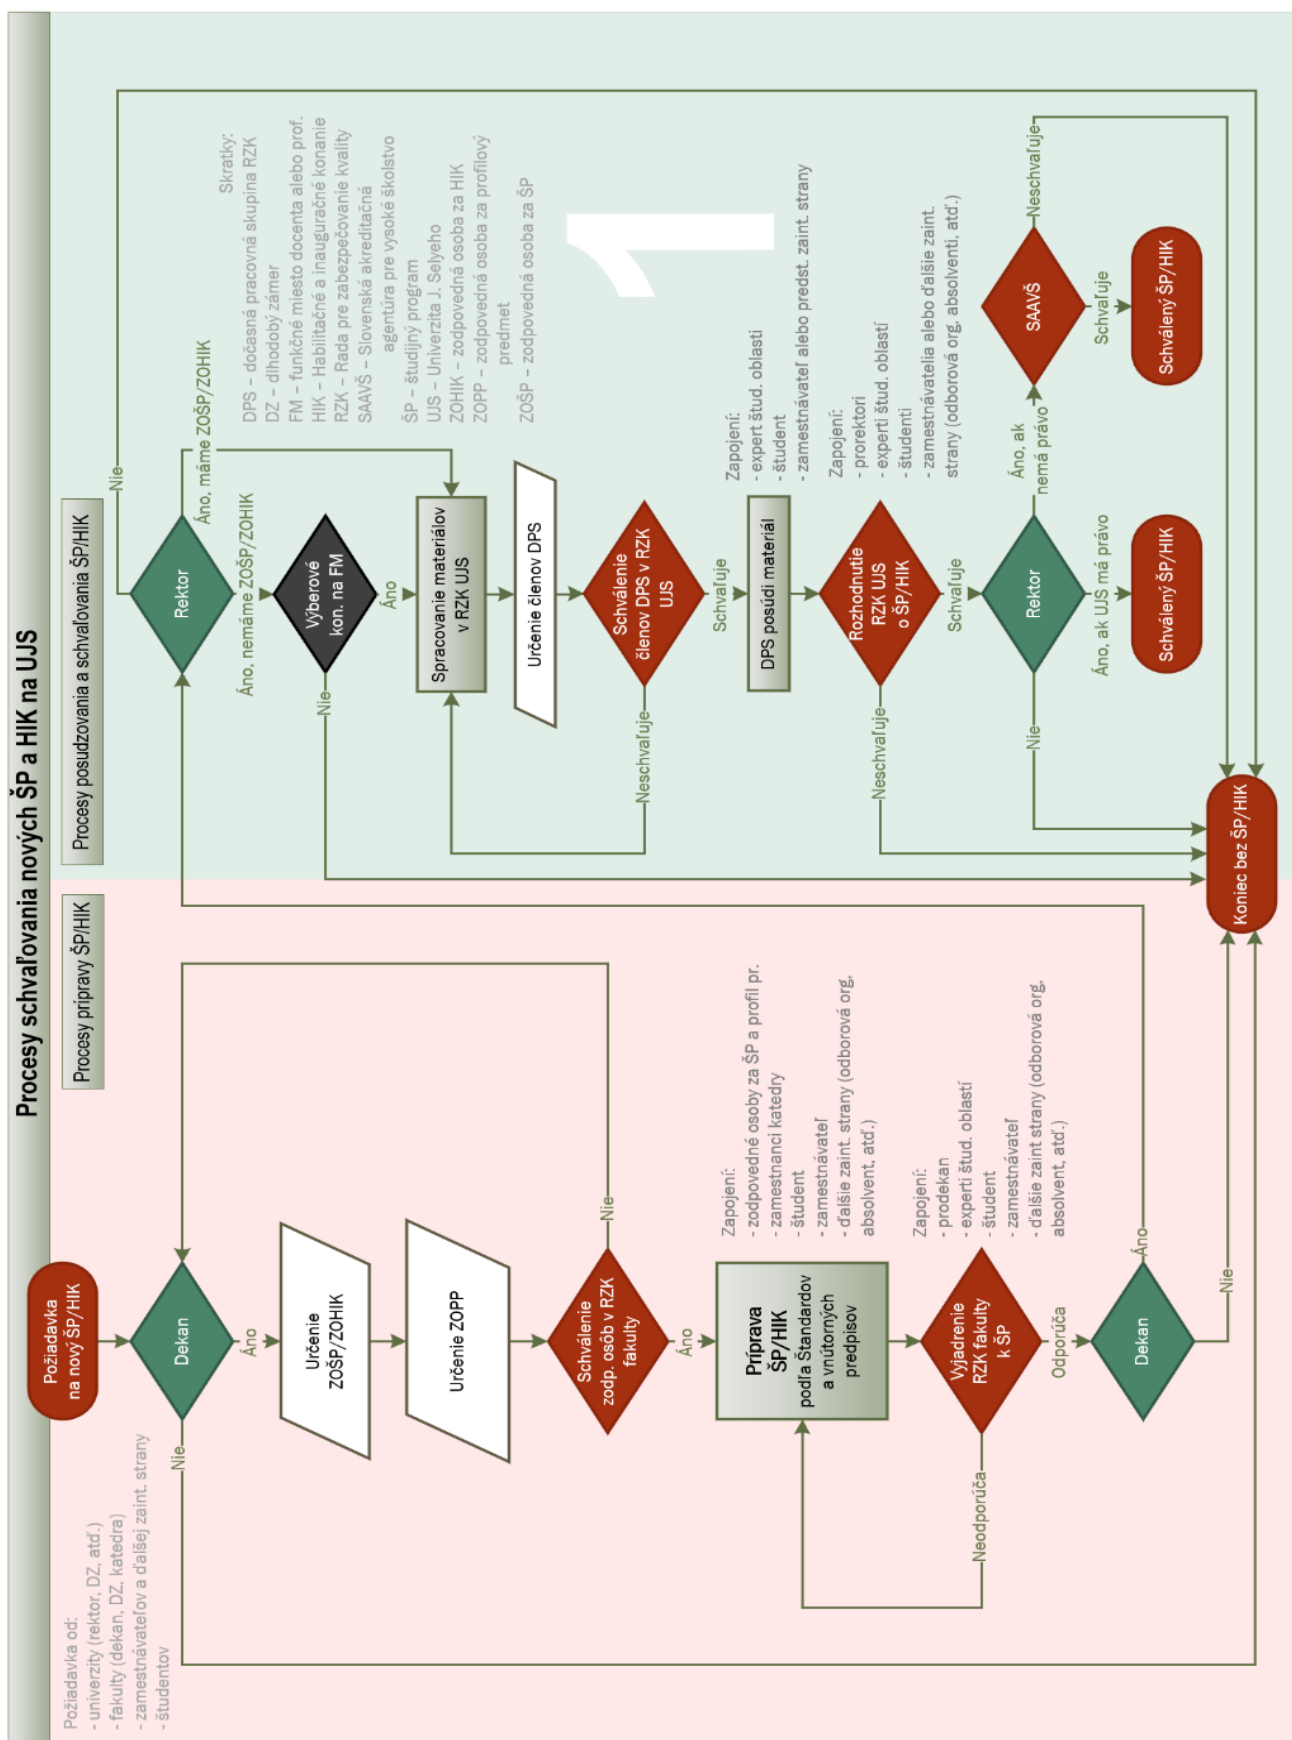 Procesy schvaľovania nových ŠP a HIK na UJS
Procesy prípravy ŠP/HIK
Požiadavka od:
- univerzity (rektor, DZ, atď.)
- fakulty (dekan, DZ, katedra)
- zamestnávateľov a ďalšej zaint. strany
- študentov
Požiadavka
na nový ŠP/HIK
Dekan
Nie
Áno
Určenie
ZOŠP/ZOHIK
Určenie ZOPP
Schválenie
zodp. osôb v RZK
fakulty
Nie
Áno
Príprava
ŠP/HIK
podľa Štandardov
a vnútorných
predpisov
Zapojení:
- zodpovedné osoby za ŠP a profil pr.
- zamestnanci katedry
- študent
- zamestnávateľ
- ďalšie zaint. strany (odborová org,
absolvent, atď.)
Vyjadrenie
RZK fakulty
k ŠP
Neodporúča
Odporúča
Zapojení:
- prodekan
- experti štud. oblastí
- študent
- zamestnávateľ
- ďalšie zaint strany (odborová org,
absolvent, atď.)
Dekan
Áno
Nie
Koniec bez ŠP/HIK
Procesy posudzovania a schvaľovania ŠP/HIK
Rektor
Nie
Áno, máme ZOŠP/ZOHIK
Áno, nemáme ZOŠP/ZOHIK
Skratky:
DPS – dočasná pracovná skupina RZK
DZ – dlhodobý zámer
FM – funkčné miesto docenta alebo prof.
HIK – Habilitačné a inauguračné konanie
RZK – Rada pre zabezpečovanie kvality
SAAVŠ – Slovenská akreditačná
agentúra pre vysoké školstvo
ŠP – študijný program
UJS – Univerzita J. Selyeho
ZOHIK – zodpovedná osoba za HIK
ZOPP – zodpovedná osoba za profilový
predmet
ZOŠP – zodpovedná osoba za ŠP
Výberové
kon. na FM
Nie
Áno
Spracovanie materiálov
v RZK UJS
Určenie členov DPS
Schválenie
členov DPS v RZK
UJS
Neschvaľuje
Schvaľuje
1
DPS posúdi materiál
Zapojení:
- expert štud. oblasti
- študent
- zamestnávateľ alebo predst. zaint. strany
Rozhodnutie
RZK UJS
o ŠP/HIK
Neschvaľuje
Schvaľuje
Zapojení:
- prorektori
- experti štud. oblastí
- študenti
- zamestnávatelia alebo ďalšie zaint.
strany (odborová org, absolventi, atď.)
Rektor
Nie
Áno, ak
nemá právo
Áno, ak UJS má právo
SAAVŠ
Neschvaľuje
Schvaľuje
Schválený ŠP/HIK
Schválený ŠP/HIK